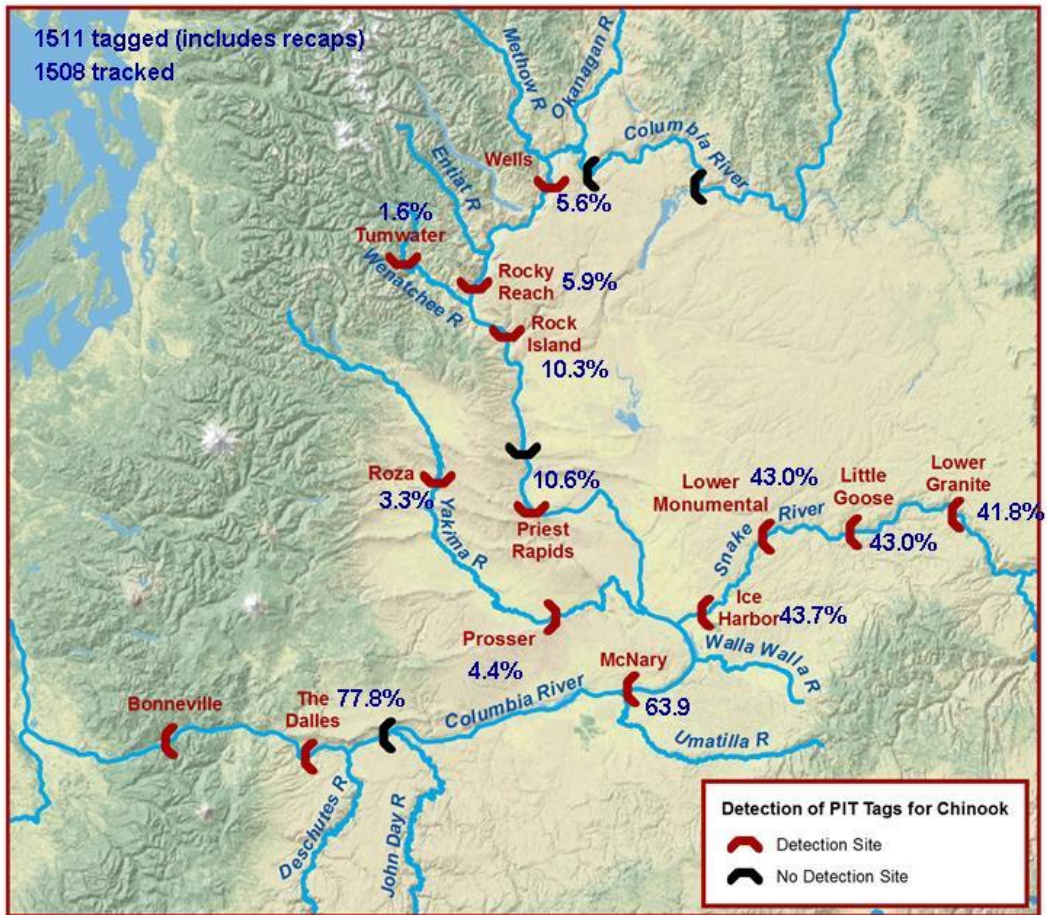 1511 tagged (includes recaps)
1508 tracked
Methow R
Okanagan R
Columbia
River
Entiat R
Wells
5.6%
1.6%
Tumwater
Wenatchee R
Rocky
Reach
5.9%
Rock
Island
10.3%
Roza
3.3%
Yakima R
10.6%
Priest
Rapids
Lower
Monumental
43.0%
Little
Goose
43.0%
Lower
Granite
41.8%
Snake
River
Ice
Harbor
43.7%
Prosser
4.4%
Walla Walla R
McNary
63.9
Columbia River
Umatilla R
Bonneville
The
Dalles
77.8%
Deschutes R
John Day R
Detection of PIT Tags for Chinook
Detection Site
No Detection Site